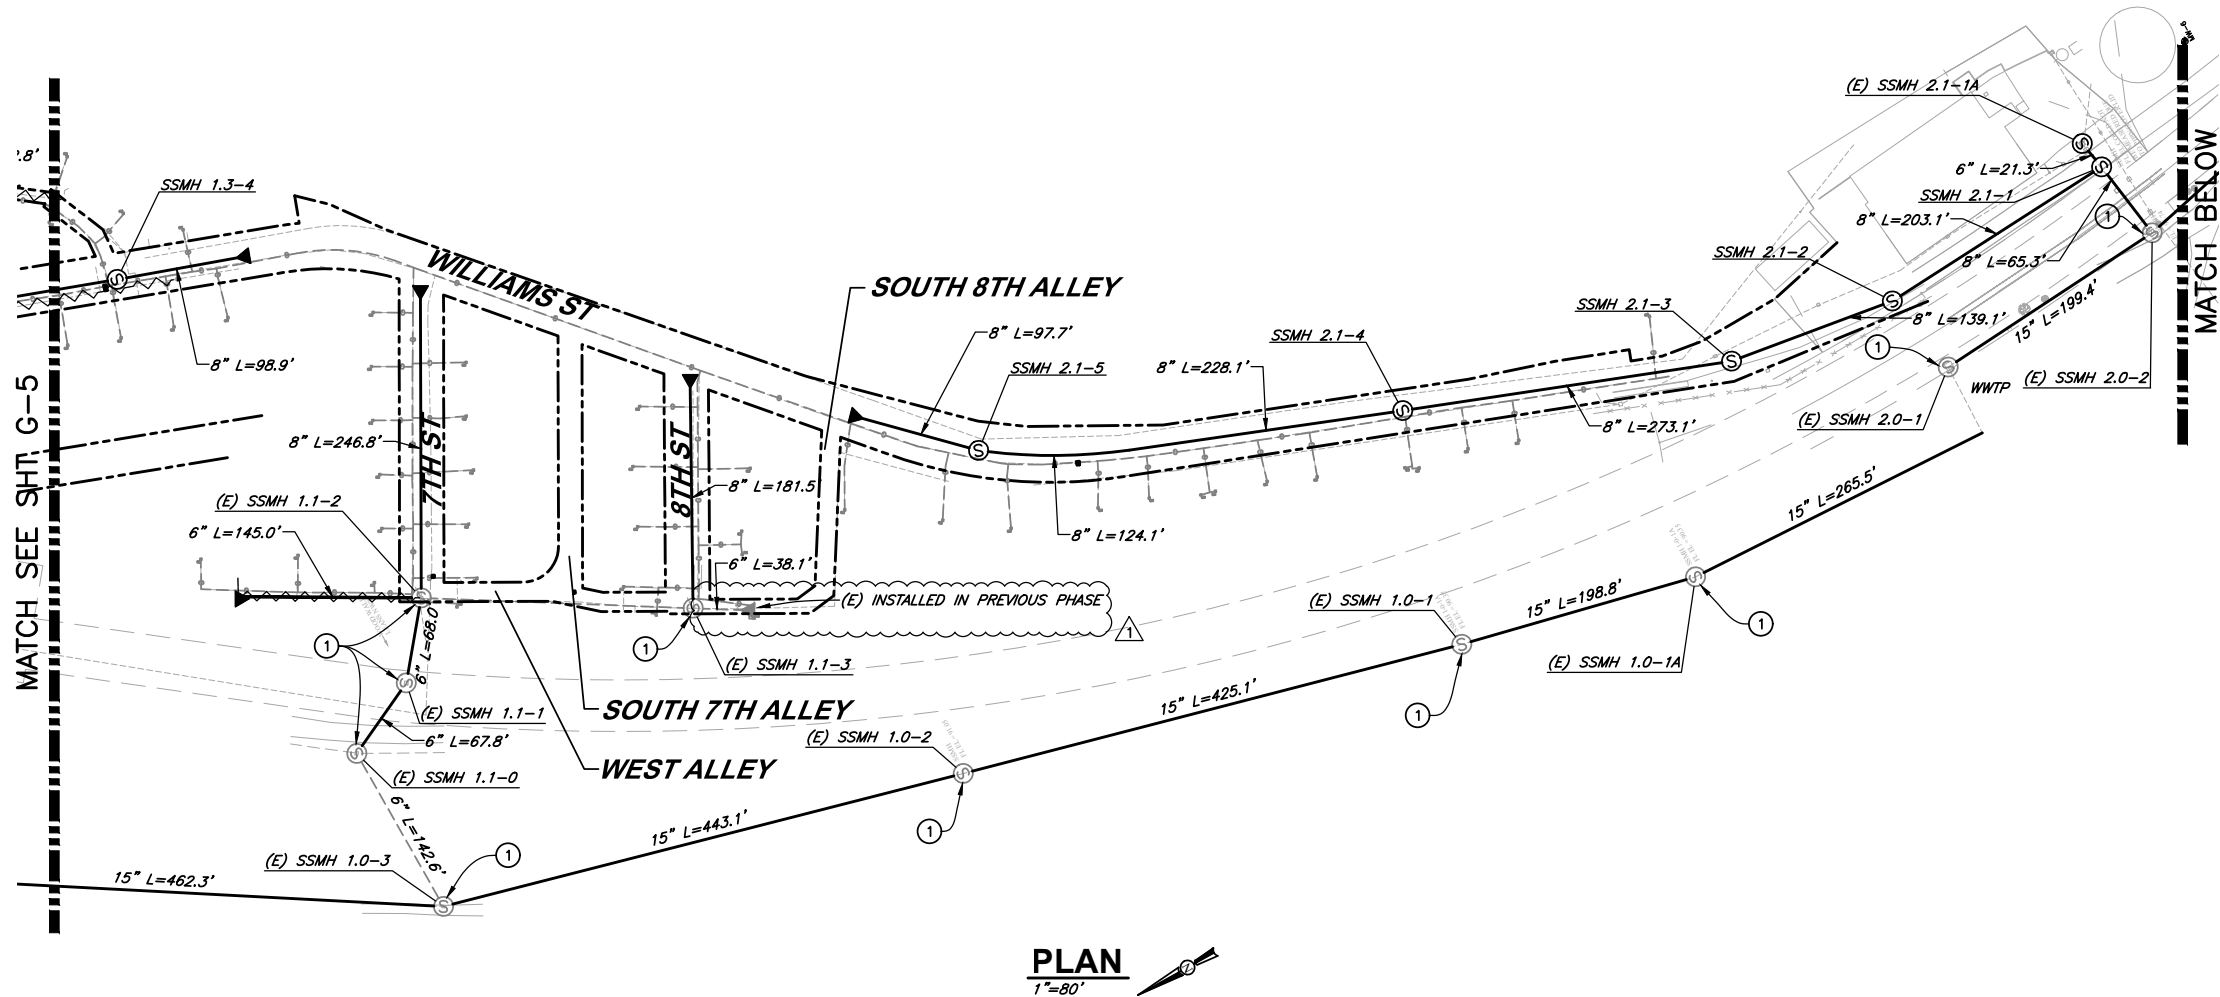 (E) SSMH 2.1-1A
6" L=21.3'
SSMH 2.1-1
8" L=203.1'
SSMH 2.1-2
8" L=65.3'
1
MATCH BELOW
SSMH 2.1-3
8" L=139.1'
15" L=199.4'
1
WWTP
(E) SSMH 2.0-2
(E) SSMH 2.0-1
SSMH 1.3-4
WILLIAMS ST
SOUTH 8TH ALLEY
8" L=97.7'
SSMH 2.1-5
SSMH 2.1-4
8" L=228.1'
8" L=98.9'
MATCH SEE SHT G-5
8" L=246.8'
7TH ST
8TH ST
8" L=273.1'
8" L=181.5'
(E) SSMH 1.1-2
6" L=145.0'
8" L=124.1'
15" L=265.5'
6" L=38.1'
(E) INSTALLED IN PREVIOUS PHASE
1
(E) SSMH 1.0-1
15" L=198.8'
1
1
6" L=68.0'
1
(E) SSMH 1.1-3
(E) SSMH 1.0-1A
15" L=425.1'
(E) SSMH 1.1-1
SOUTH 7TH ALLEY
1
6" L=67.8'
(E) SSMH 1.0-2
WEST ALLEY
(E) SSMH 1.1-0
6" L=142.6'
15" L=443.1'
1
(E) SSMH 1.0-3
1
15" L=462.3'
PLAN
1"=80'